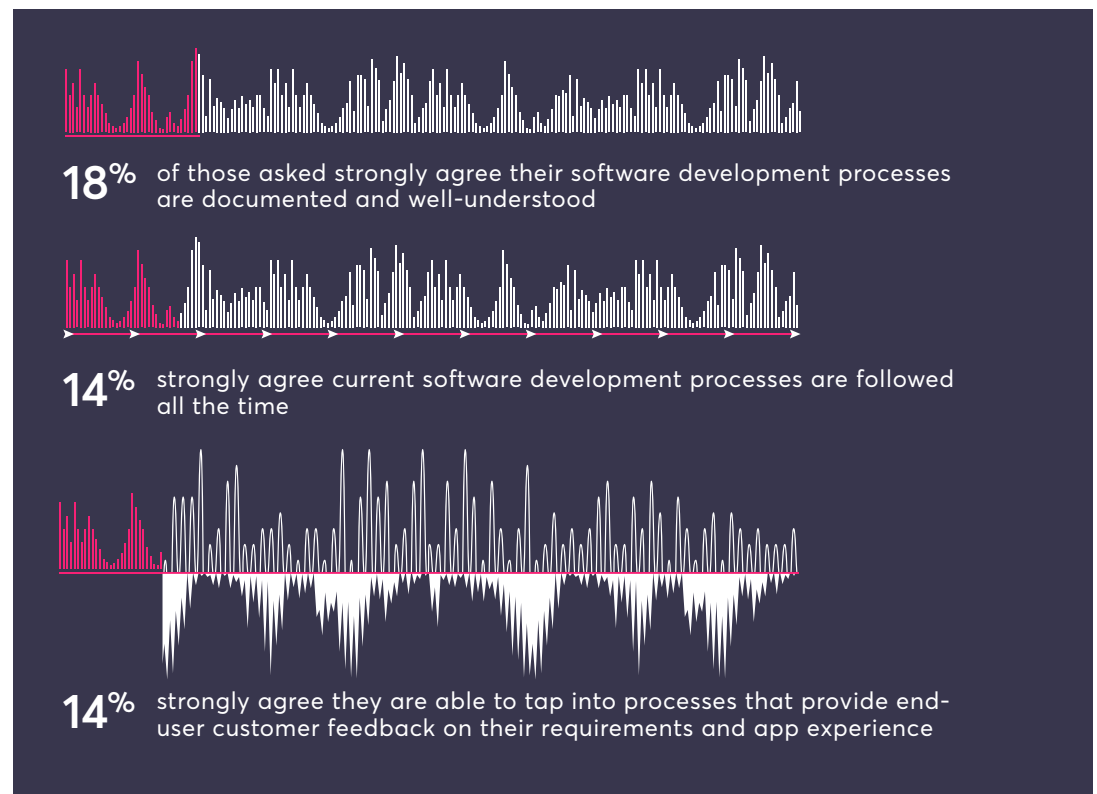 18% of those asked strongly agree their software development processes
are documented and well-understood
14% strongly agree current software development processes are followed
all the time
14% strongly agree they are able to tap into processes that provide end-
user customer feedback on their requirements and app experience